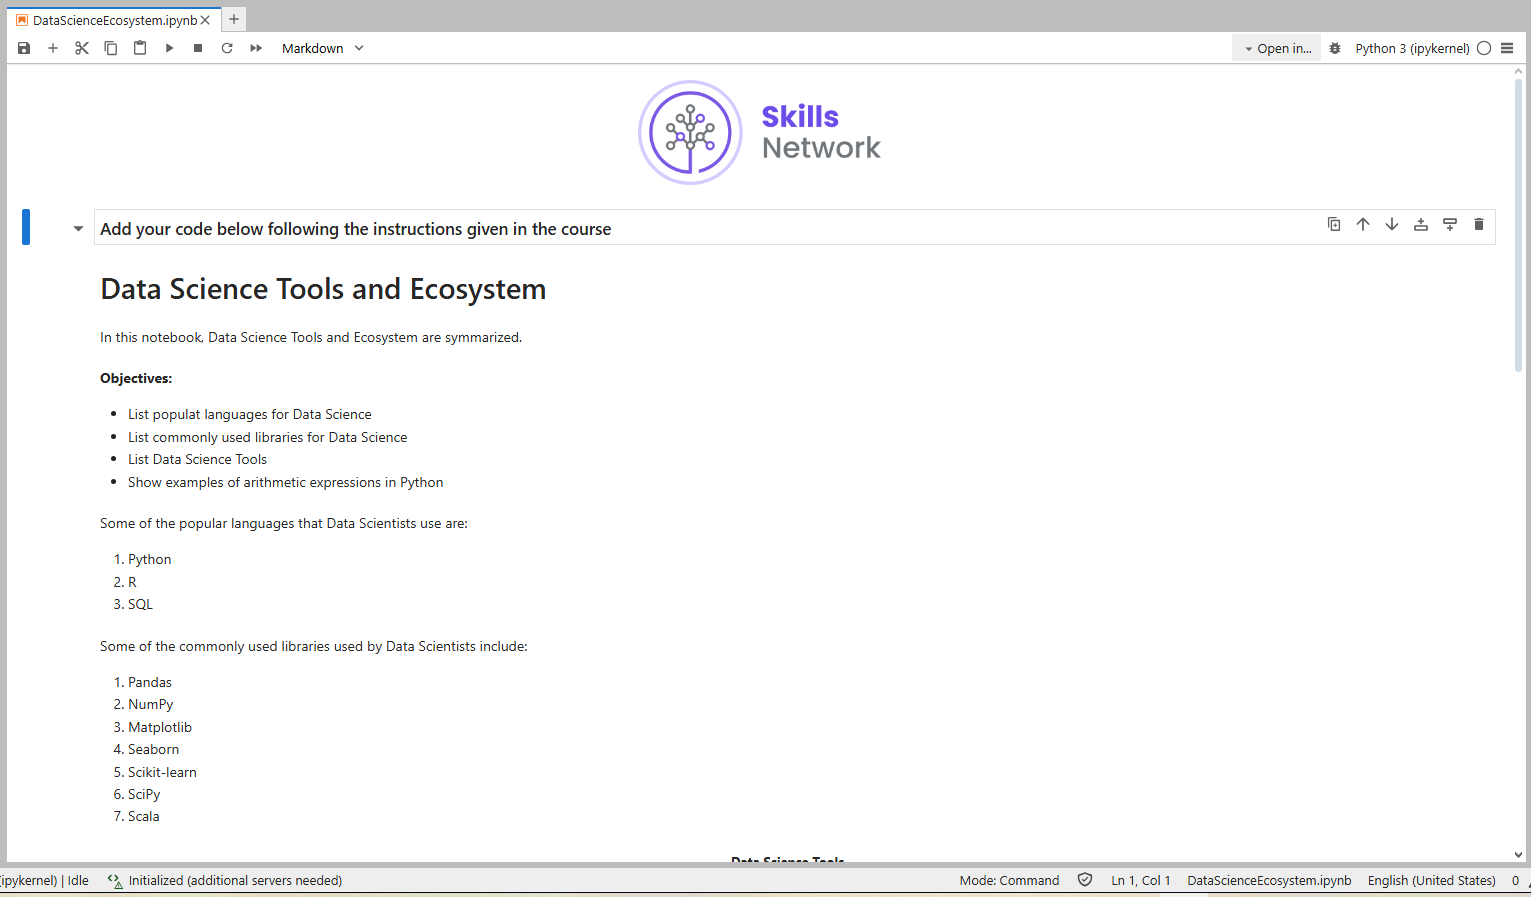 DataScienceEcosystem.ipynb
Markdown
Open in...
Python 3 (ipykernel)
Skills
Network
Add your code below following the instructions given in the course
Data Science Tools and Ecosystem
In this notebook, Data Science Tools and Ecosystem are symmarized.
Objectives:
• List populat languages for Data Science
• List commonly used libraries for Data Science
• List Data Science Tools
• Show examples of arithmetic expressions in Python
Some of the popular languages that Data Scientists use are:
1. Python
2. R
3. SQL
Some of the commonly used libraries used by Data Scientists include:
1. Pandas
2. NumPy
3. Matplotlib
4. Seaborn
5. Scikit-learn
6. SciPy
7. Scala
Data Science Tools
ipykernel) | Idle
Initialized (additional servers needed)
Mode: Command
Ln 1, Col 1
DataScienceEcosystem.ipynb
English (United States)
0